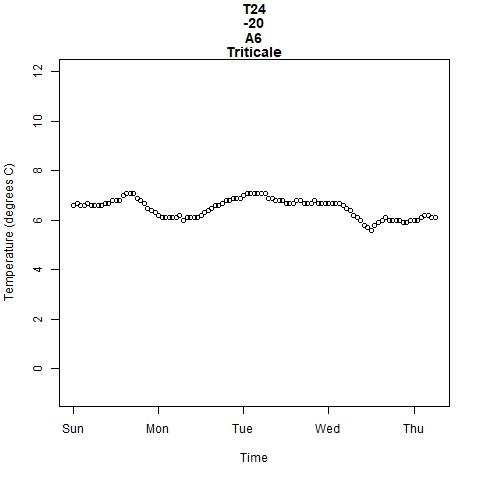 T24
-20
A6
Triticale
12
10
8
6
4
2
0
Temperature (degrees C)
Sun Mon Tue Wed Thu
Time